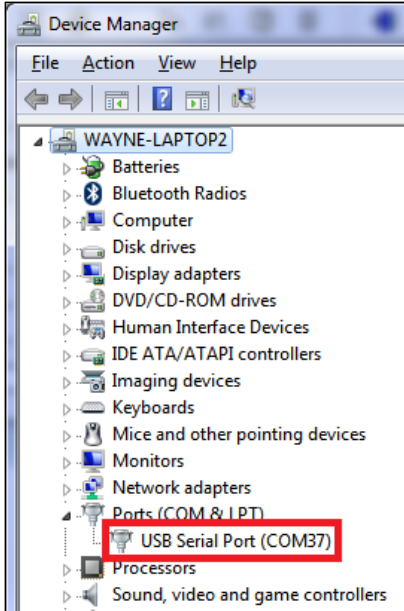 Device Manager
File Action View Help
WAYNE-LAPTOP2
Batteries
Bluetooth Radios
Computer
Disk drives
Display adapters
DVD/CD-ROM drives
Human Interface Devices
IDE ATA/ATAPI controllers
Imaging devices
Keyboards
Mice and other pointing devices
Monitors
Network adapters
Ports (COM & LPT)
USB Serial Port (COM37)
Processors
Sound, video and game controllers